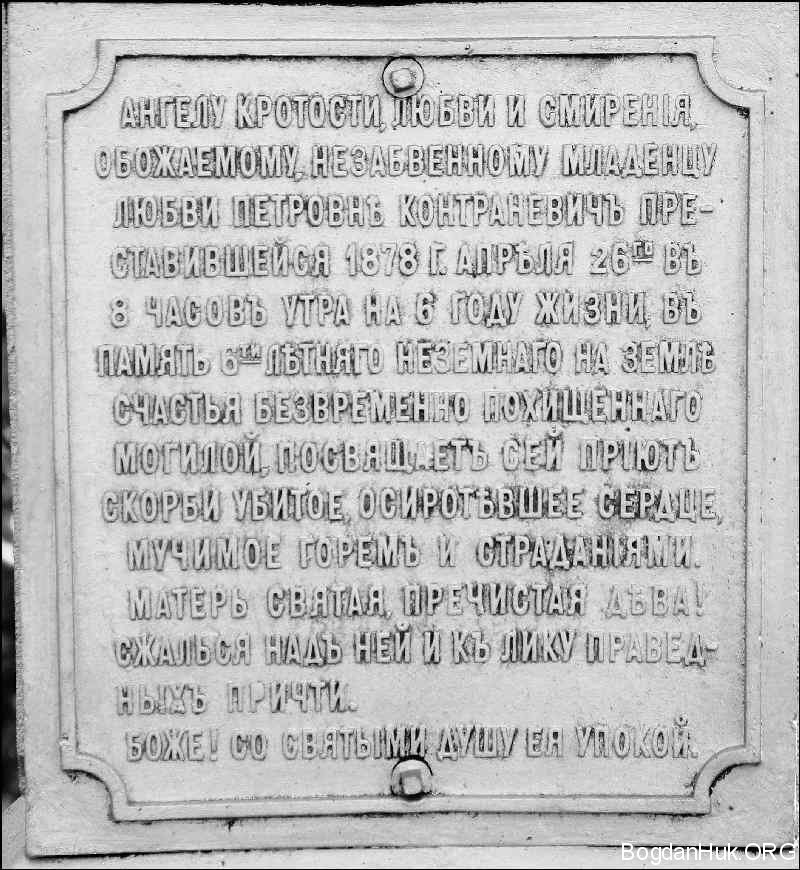 АНГЕЛУ КРОТОСТИ, ЛЮБВИ И СМИРЕНІЯ,
ОБОЖАЕМОМУ, НЕЗАБВЕННОМУ МЛАДЕНЦУ
ЛЮБВИ ПЕТРОВНѢ КОНТРАНЕВИЧЪ ПРЕ-
СТАВИВШЕЙСЯ 1878 Г. АПРѢЛЯ 26ГО ВЪ
8 ЧАСОВЪ УТРА НА 6 ГОДУ ЖИЗНИ, ВЪ
ПАМЯТЬ 6ТИ ЛѢТНЯГО НЕЗЕМНАГО НА ЗЕМЛѢ
СЧАСТЬЯ БЕЗВРЕМЕННО ПОХИЩЕННАГО
МОГИЛОЙ, ПОСВЯЩАЕТЪ СЕЙ ПРІЮТЪ
СКОРБИ УБИТОЕ, ОСИРОТѢВШЕЕ СЕРДЦЕ,
МУЧИМОЕ ГОРЕМЪ И СТРАДАНІЯМИ.
МАТЕРЬ СВЯТАЯ, ПРЕЧИСТАЯ ДѢВА!
СЖАЛЬСЯ НАДЪ НЕЙ И КЪ ЛИКУ ПРАВЕД-
НЫХЪ ПРИЧТИ.
БОЖЕ! СО СВЯТЫМИ ДУШУ ЕЯ УПОКОЙ.
BogdanHuk.ORG